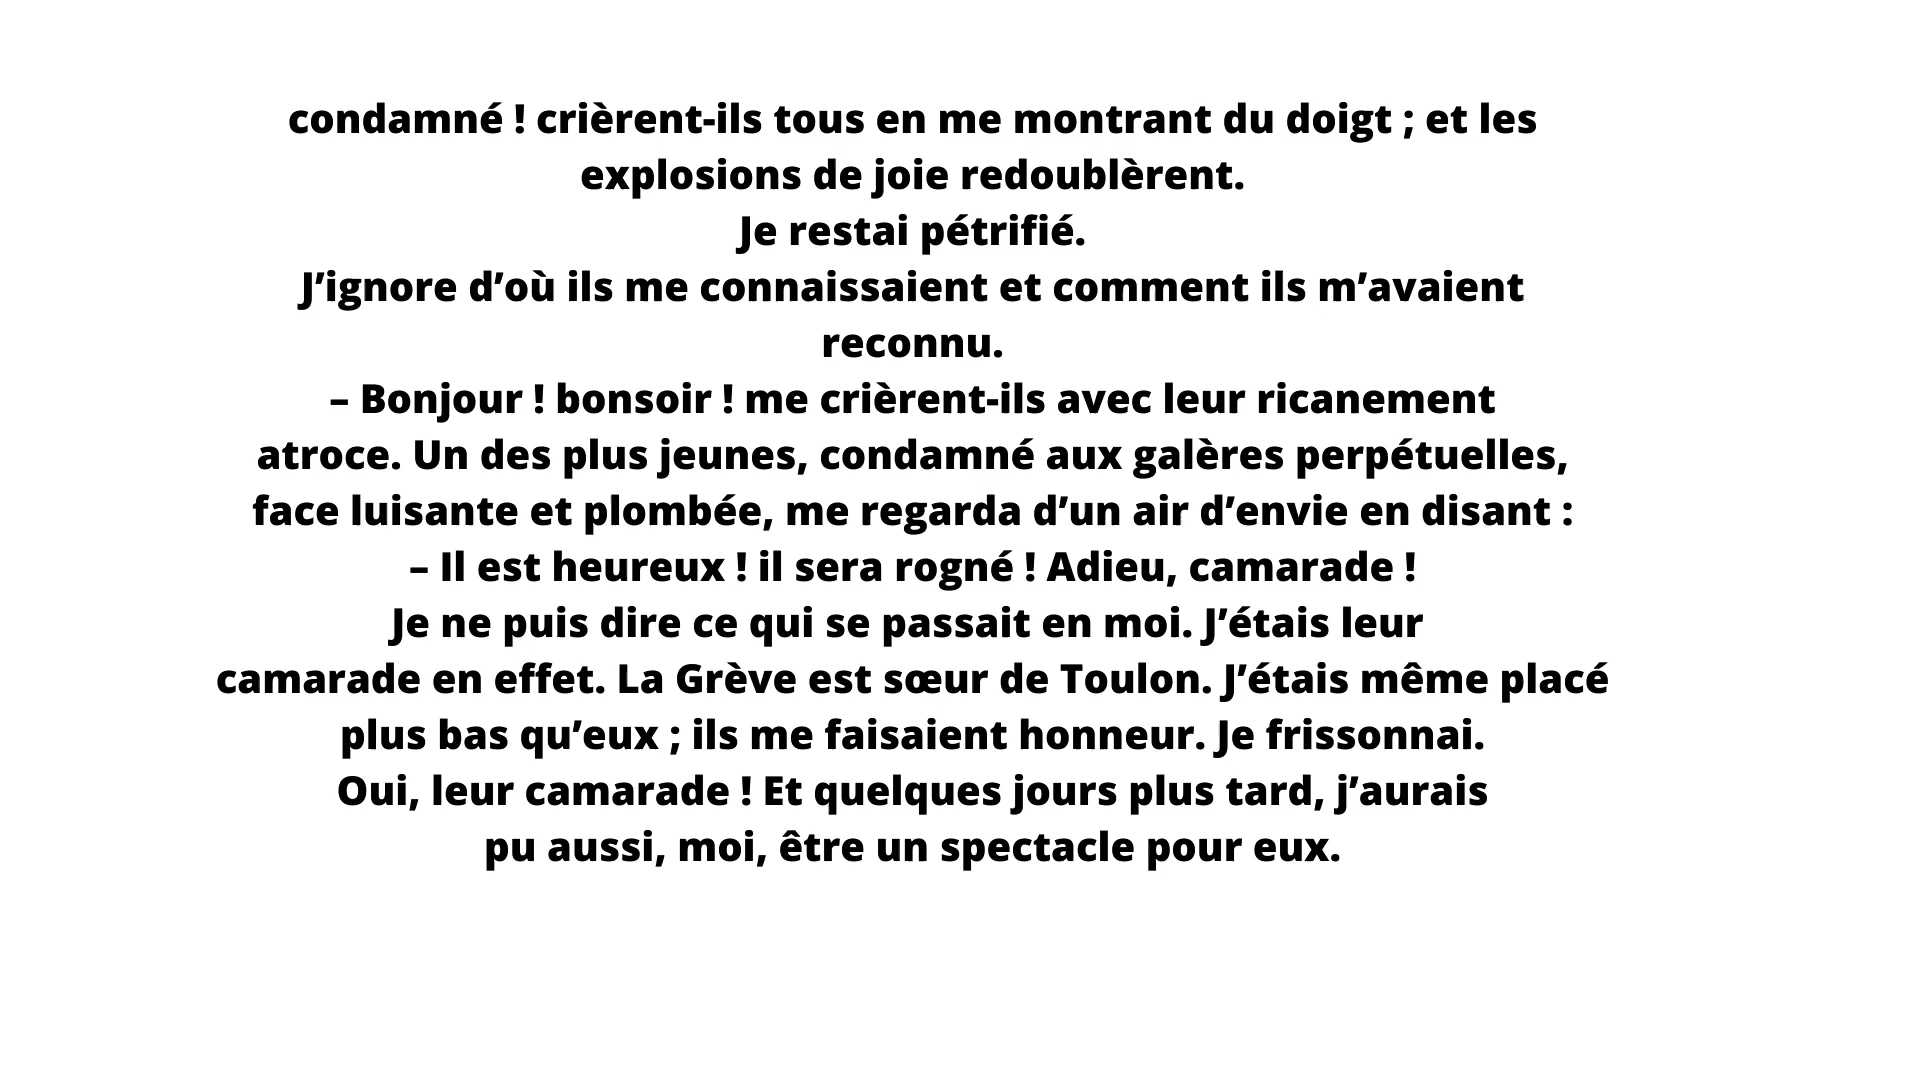 condamné ! crièrent-ils tous en me montrant du doigt ; et les
explosions de joie redoublèrent.
Je restai pétrifié.
J’ignore d’où ils me connaissaient et comment ils m’avaient
reconnu.
– Bonjour ! bonsoir ! me crièrent-ils avec leur ricanement
atroce. Un des plus jeunes, condamné aux galères perpétuelles,
face luisante et plombée, me regarda d’un air d’envie en disant :
– Il est heureux ! il sera rogné ! Adieu, camarade !
Je ne puis dire ce qui se passait en moi. J’étais leur
camarade en effet. La Grève est sœur de Toulon. J’étais même placé
plus bas qu’eux ; ils me faisaient honneur. Je frissonnai.
Oui, leur camarade ! Et quelques jours plus tard, j’aurais
pu aussi, moi, être un spectacle pour eux.